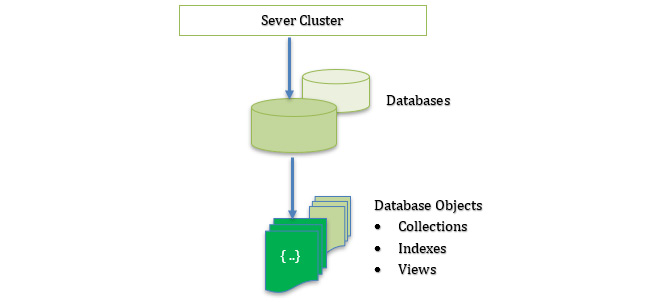 Sever Cluster
Databases
Database Objects
• Collections
• Indexes
• Views
{ .. }